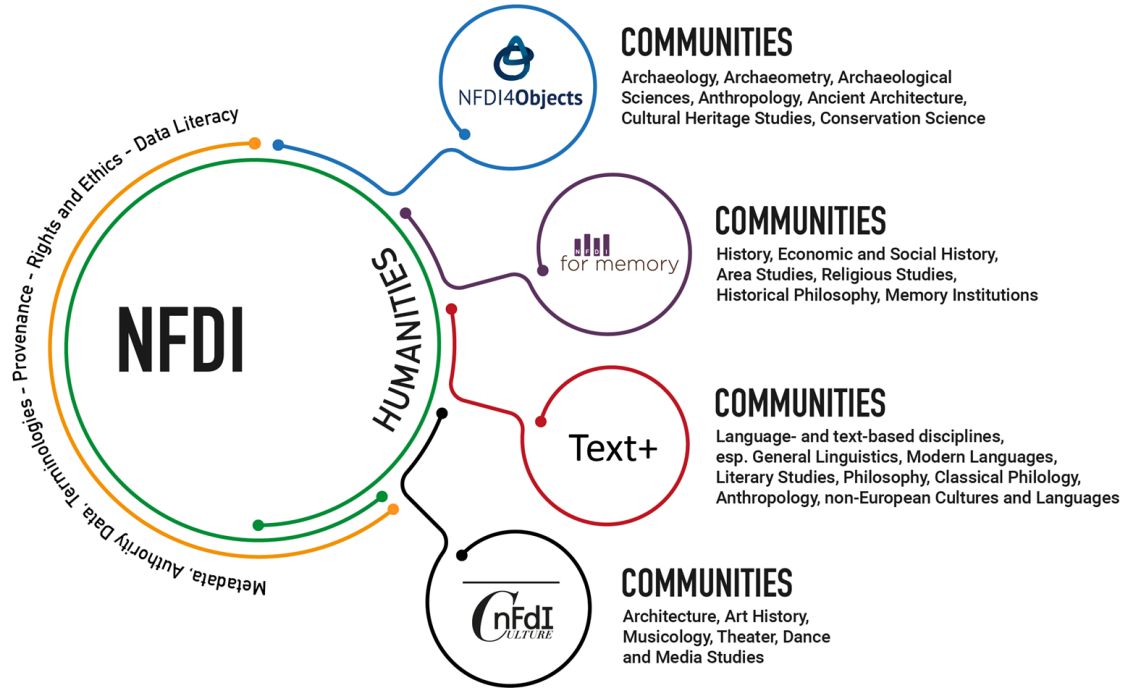 Metadata, Authority Data, Terminologies - Provenance - Rights and Ethics - Data Literacy
NFDI
HUMANITIES
NFDI4Objects
COMMUNITIES
Archaeology, Archaeometry, Archaeological
Sciences, Anthropology, Ancient Architecture,
Cultural Heritage Studies, Conservation Science
NFDI
for memory
COMMUNITIES
History, Economic and Social History,
Area Studies, Religious Studies,
Historical Philosophy, Memory Institutions
Text+
COMMUNITIES
Language- and text-based disciplines,
esp. General Linguistics, Modern Languages,
Literary Studies, Philosophy, Classical Philology,
Anthropology, non-European Cultures and Languages
nFdI
CULTURE
COMMUNITIES
Architecture, Art History,
Musicology, Theater, Dance
and Media Studies